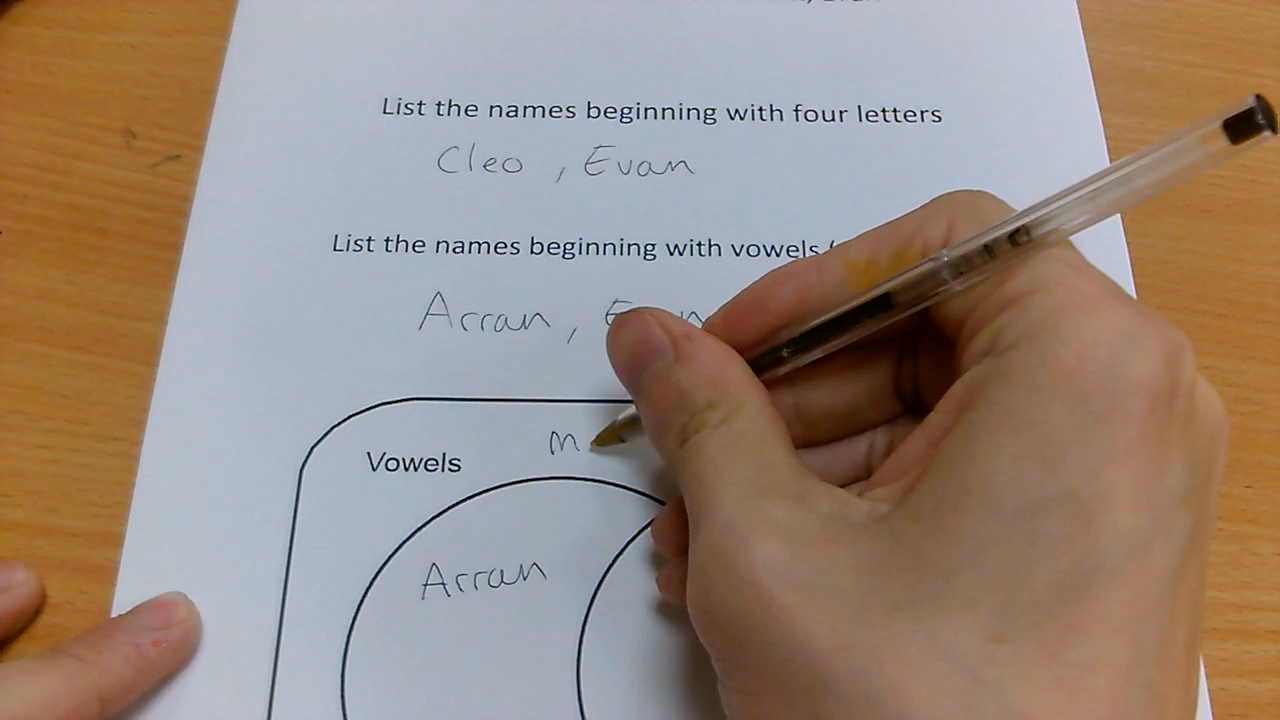 List the names beginning with four letters
Cleo , Evan
List the names beginning with vowels
Arran ,
m
Vowels
Arran